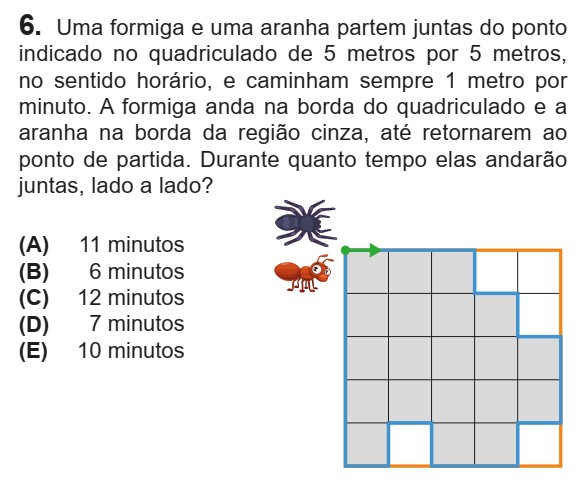 6. Uma formiga e uma aranha partem juntas do ponto
indicado no quadriculado de 5 metros por 5 metros,
no sentido horário, e caminham sempre 1 metro por
minuto. A formiga anda na borda do quadriculado e a
aranha na borda da região cinza, até retornarem ao
ponto de partida. Durante quanto tempo elas andarão
juntas, lado a lado?
(A) 11 minutos
(B) 6 minutos
(C) 12 minutos
(D) 7 minutos
(E) 10 minutos